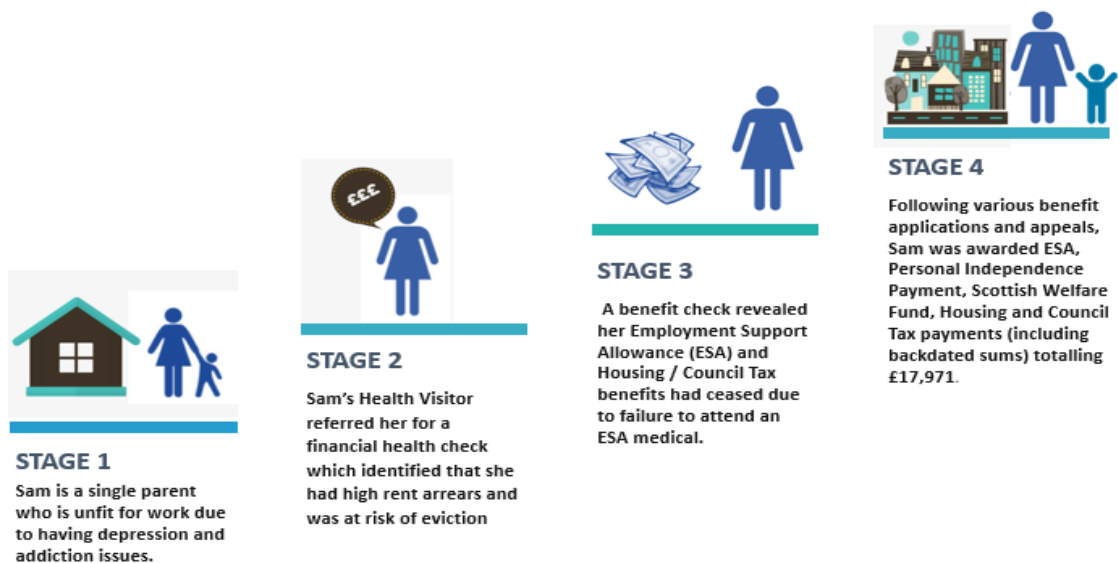 STAGE 1
Sam is a single parent
who is unfit for work due
to having depression and
addiction issues.
£££
STAGE 2
Sam's Health Visitor
referred her for a
financial health check
which identified that she
had high rent arrears and
was at risk of eviction
STAGE 3
A benefit check revealed
her Employment Support
Allowance (ESA) and
Housing / Council Tax
benefits had ceased due
to failure to attend an
ESA medical.
STAGE 4
Following various benefit
applications and appeals,
Sam was awarded ESA,
Personal Independence
Payment, Scottish Welfare
Fund, Housing and Council
Tax payments (including
backdated sums) totalling
£17,971.